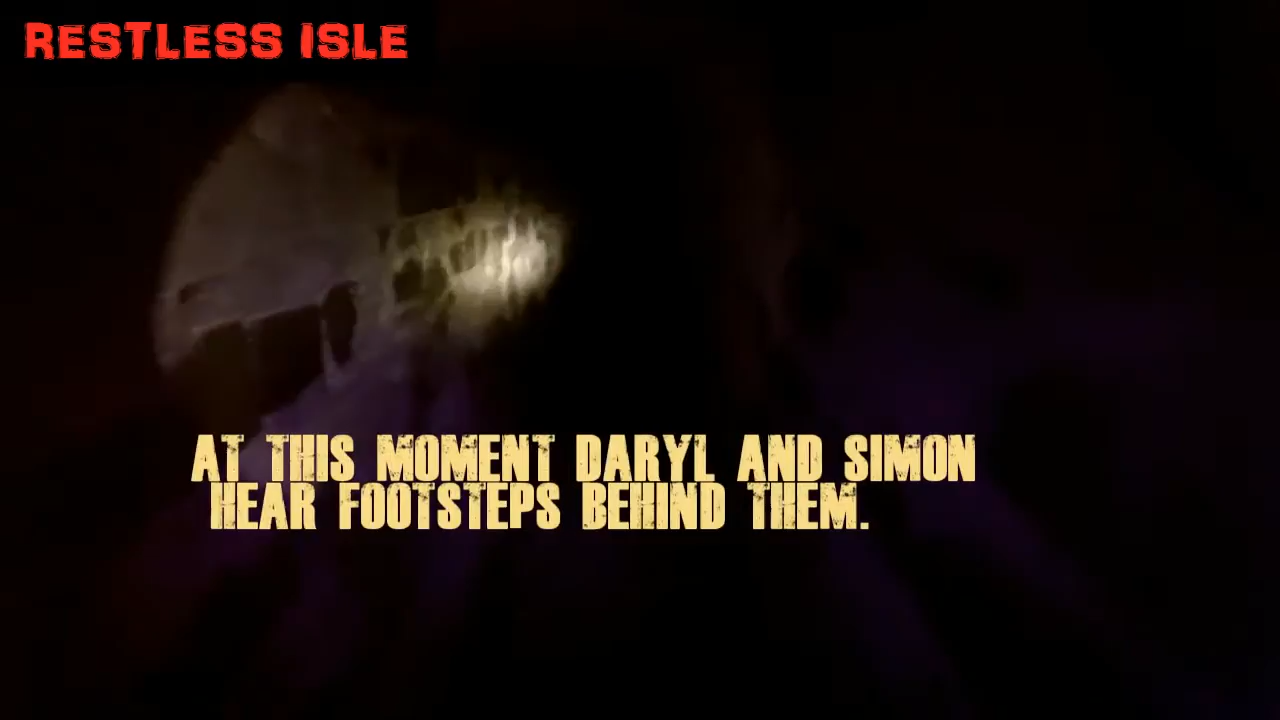 RESTLESS ISLE
AT THIS MOMENT DARYL AND SIMON
HEAR FOOTSTEPS BEHIND THEM.